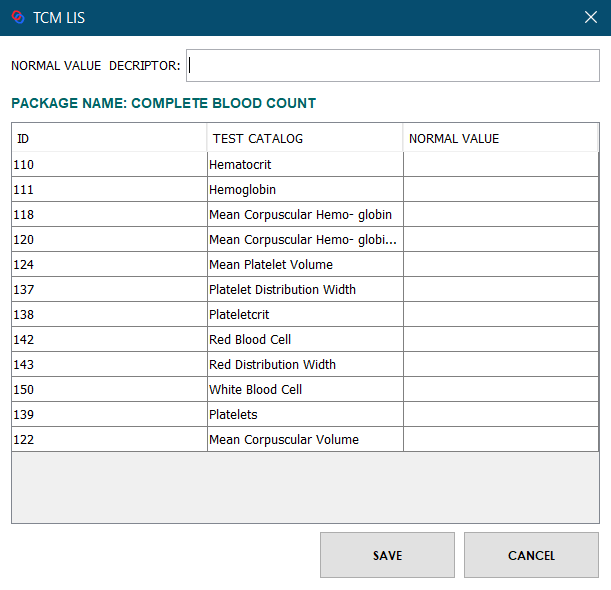 TCM LIS
NORMAL VALUE DECRIPTOR:
PACKAGE NAME: COMPLETE BLOOD COUNT
ID TEST CATALOG NORMAL VALUE
110 Hematocrit
111 Hemoglobin
118 Mean Corpuscular Hemo- globin
120 Mean Corpuscular Hemo- globi...
124 Mean Platelet Volume
137 Platelet Distribution Width
138 Plateletcrit
142 Red Blood Cell
143 Red Distribution Width
150 White Blood Cell
139 Platelets
122 Mean Corpuscular Volume
SAVE CANCEL